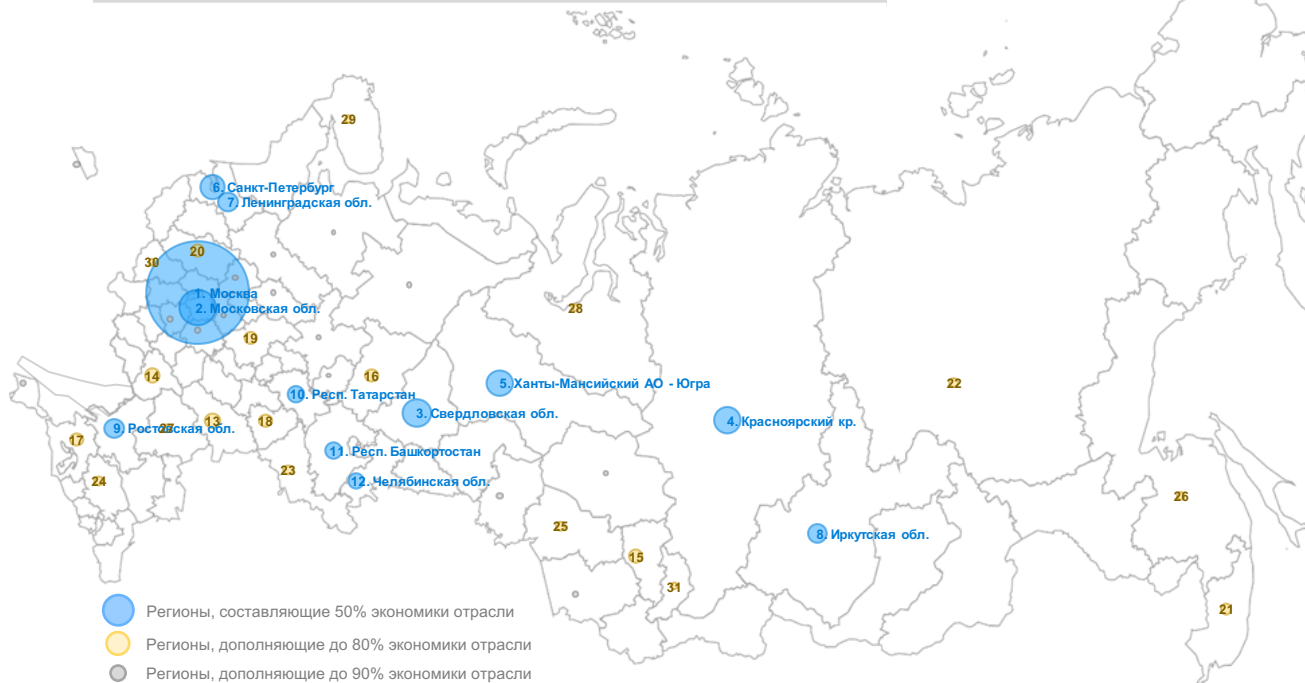 29
6. Санкт-Петербург
7. Ленинградская обл.
20
30
1. Москва
2. Московская обл.
28
19
14
16
5. Ханты-Мансийский АО - Югра
22
10. Респ. Татарстан
3. Свердловская обл.
4. Красноярский кр.
9. Ростовская обл.
27
13
18
17
11. Респ. Башкортостан
23
24
12. Челябинская обл.
26
25
8. Иркутская обл.
15
31
21
Регионы, составляющие 50% экономики отрасли
Регионы, дополняющие до 80% экономики отрасли
Регионы, дополняющие до 90% экономики отрасли